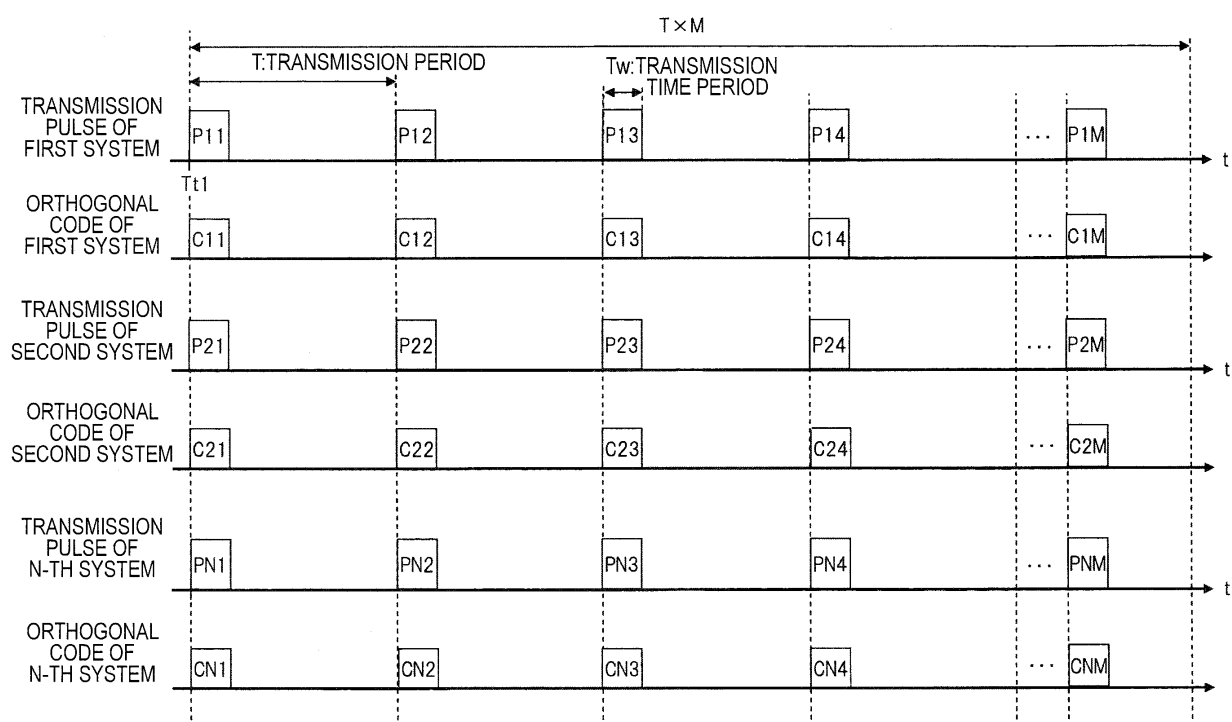 T×M
T:TRANSMISSION PERIOD
Tw:TRANSMISSION
TIME PERIOD
TRANSMISSION
PULSE OF
FIRST SYSTEM
P11 P12 P13 P14 ... P1M t
Tt1
ORTHOGONAL
CODE OF
FIRST SYSTEM
C11 C12 C13 C14 ... C1M
TRANSMISSION
PULSE OF
SECOND SYSTEM
P21 P22 P23 P24 ... P2M t
ORTHOGONAL
CODE OF
SECOND SYSTEM
C21 C22 C23 C24 ... C2M
TRANSMISSION
PULSE OF
N-TH SYSTEM
PN1 PN2 PN3 PN4 ... PNM t
ORTHOGONAL
CODE OF
N-TH SYSTEM
CN1 CN2 CN3 CN4 ... CNM